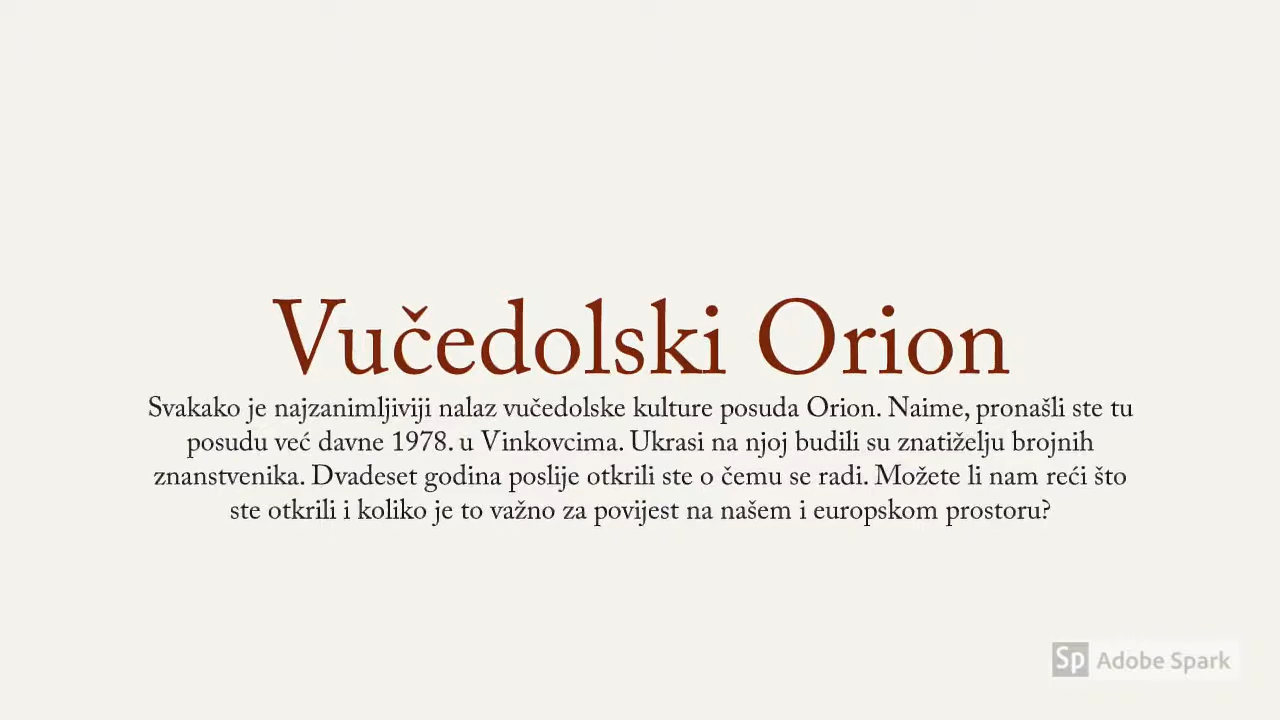 Vučedolski Orion
Svakako je najzanimljiviji nalaz vučedolske kulture posuda Orion. Naime, pronašli ste tu
posudu već davne 1978. u Vinkovcima. Ukrasi na njoj budili su znatiželju brojnih
znanstvenika. Dvadeset godina poslije otkrili ste o čemu se radi. Možete li nam reći što
ste otkrili i koliko je to važno za povijest na našem i europskom prostoru?
Sp Adobe Spark